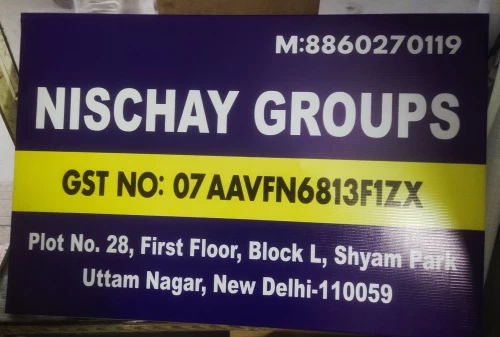 M:8860270119
NISCHAY GROUPS
GST NO: 07AAVFN6813F1ZX
Plot No. 28, First Floor, Block L, Shyam Park
Uttam Nagar, New Delhi-110059